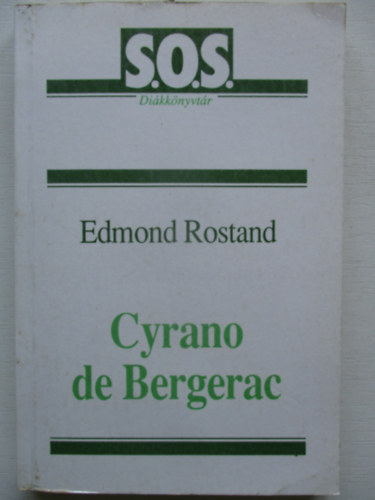 S.O.S.
Diákkönyvtár
Edmond Rostand
Cyrano
de Bergerac